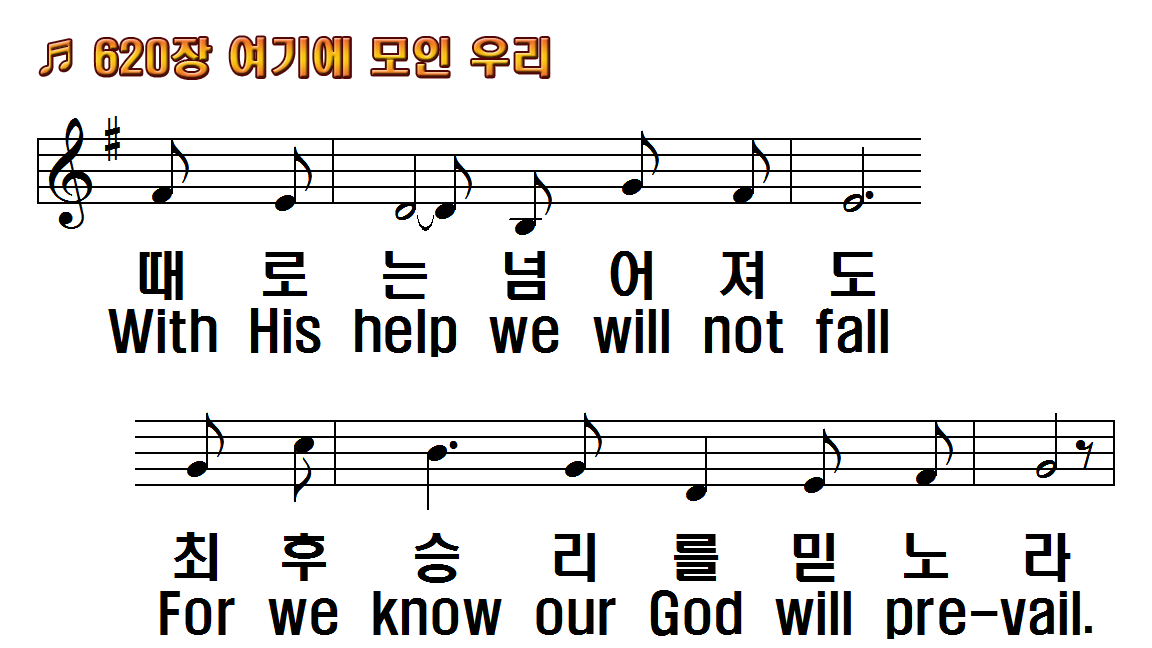 620장 여기에 모인 우리
때 로 는 넘 어 져 도
With His help we will not fall
최 후 승 리 를 믿 노 라
For we know our God will pre-vail.